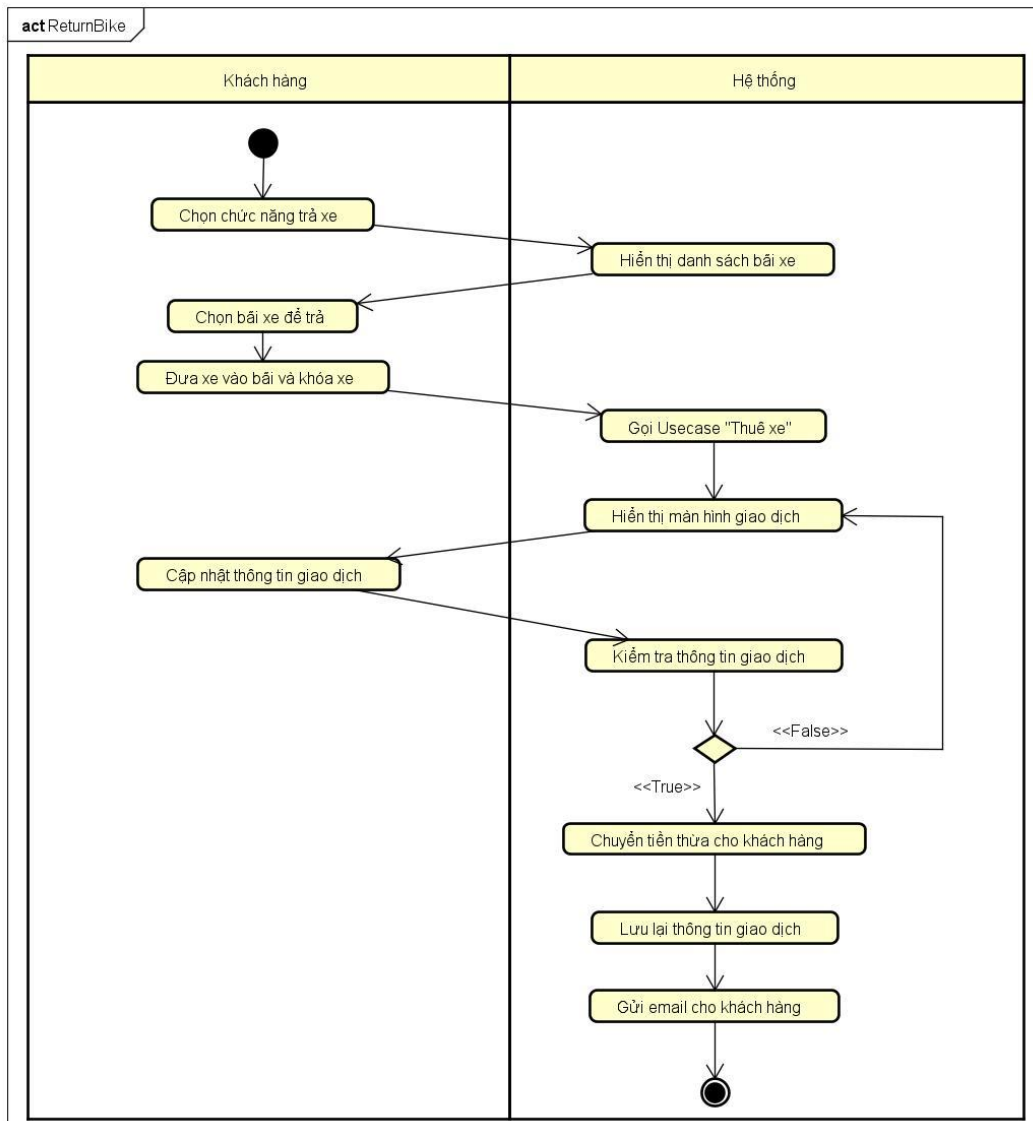 act ReturnBike
Khách hàng
Hệ thống
Chọn chức năng trả xe
Hiển thị danh sách bãi xe
Chọn bãi xe để trả
Đưa xe vào bãi và khóa xe
Gọi Usecase "Thuê xe"
Hiển thị màn hình giao dịch
Cập nhật thông tin giao dịch
Kiểm tra thông tin giao dịch
<<False>>
<<True>>
Chuyển tiền thừa cho khách hàng
Lưu lại thông tin giao dịch
Gửi email cho khách hàng